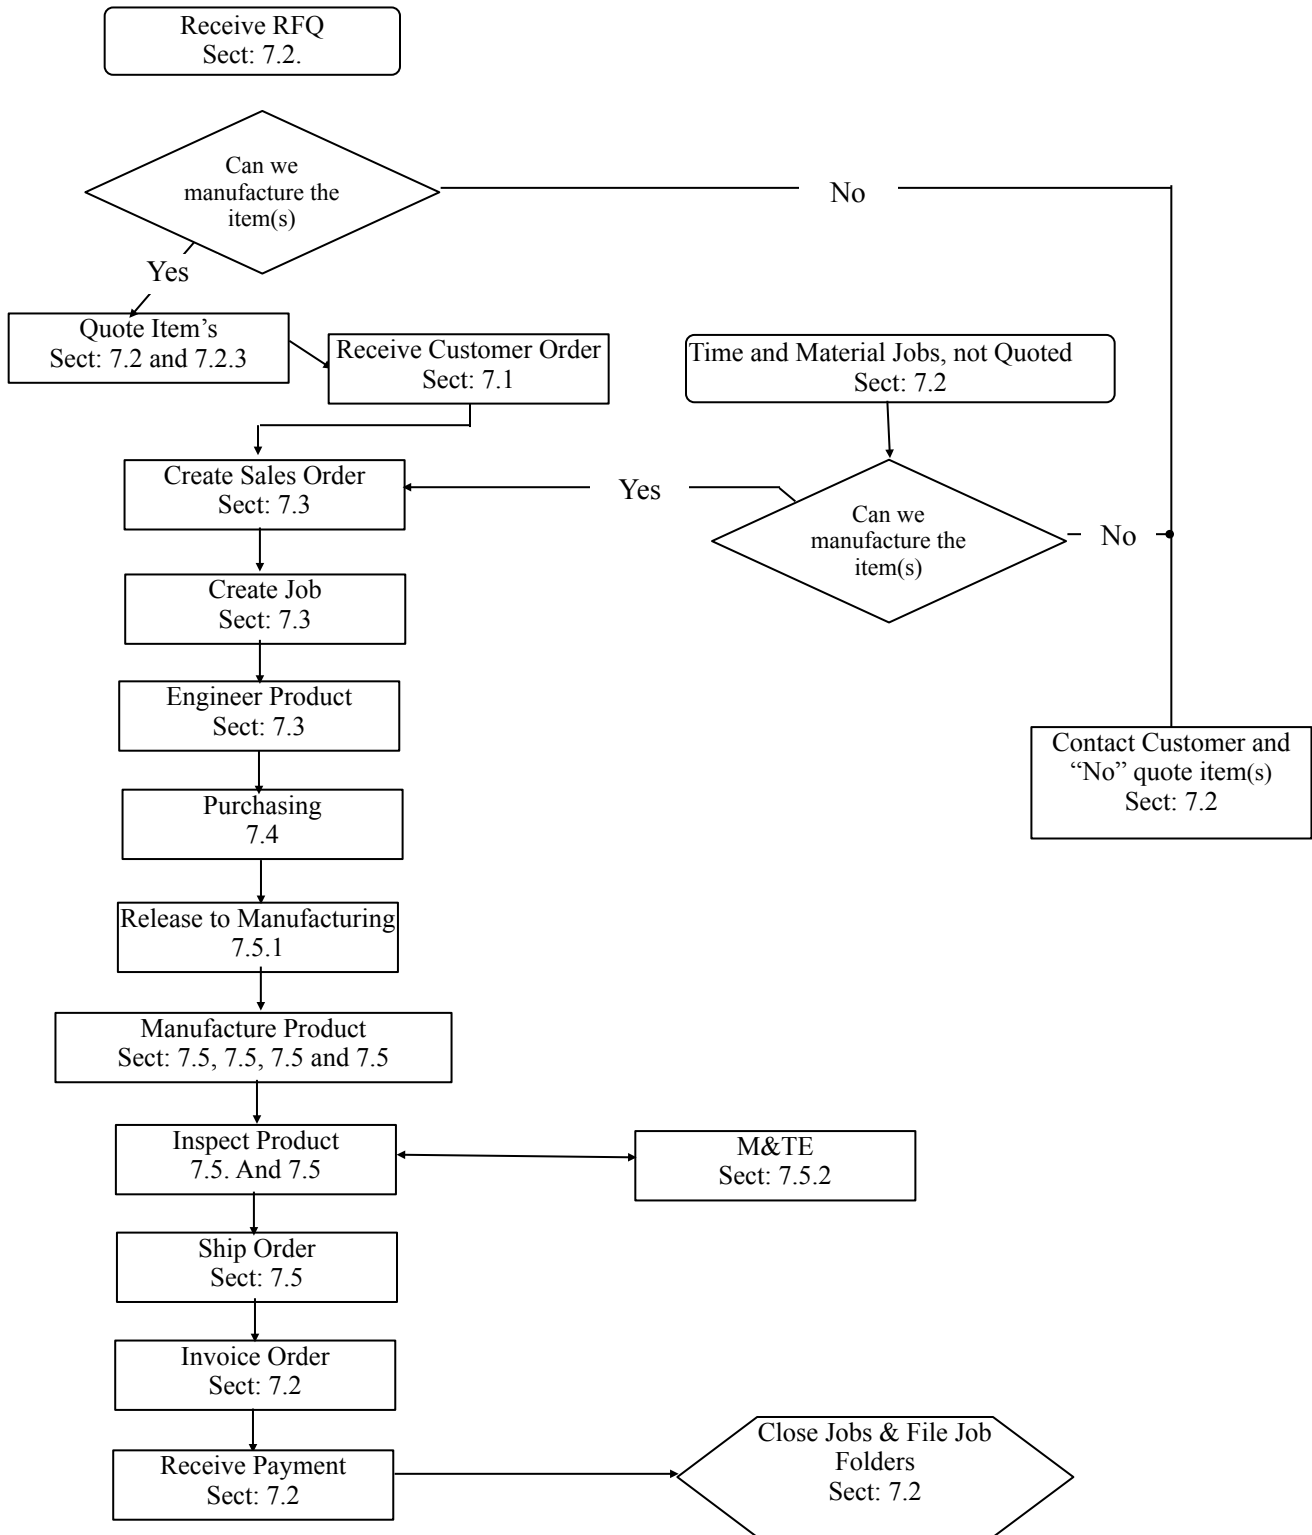 Receive RFQ
Sect: 7.2.
Can we
manufacture the
item(s)
No
Yes
Quote Item’s
Sect: 7.2 and 7.2.3
Receive Customer Order
Sect: 7.1
Time and Material Jobs, not Quoted
Sect: 7.2
Create Sales Order
Sect: 7.3
Yes
Can we
manufacture the
item(s)
No
Create Job
Sect: 7.3
Engineer Product
Sect: 7.3
Contact Customer and
“No” quote item(s)
Sect: 7.2
Purchasing
7.4
Release to Manufacturing
7.5.1
Manufacture Product
Sect: 7.5, 7.5, 7.5 and 7.5
Inspect Product
7.5. And 7.5
M&TE
Sect: 7.5.2
Ship Order
Sect: 7.5
Invoice Order
Sect: 7.2
Receive Payment
Sect: 7.2
Close Jobs & File Job
Folders
Sect: 7.2